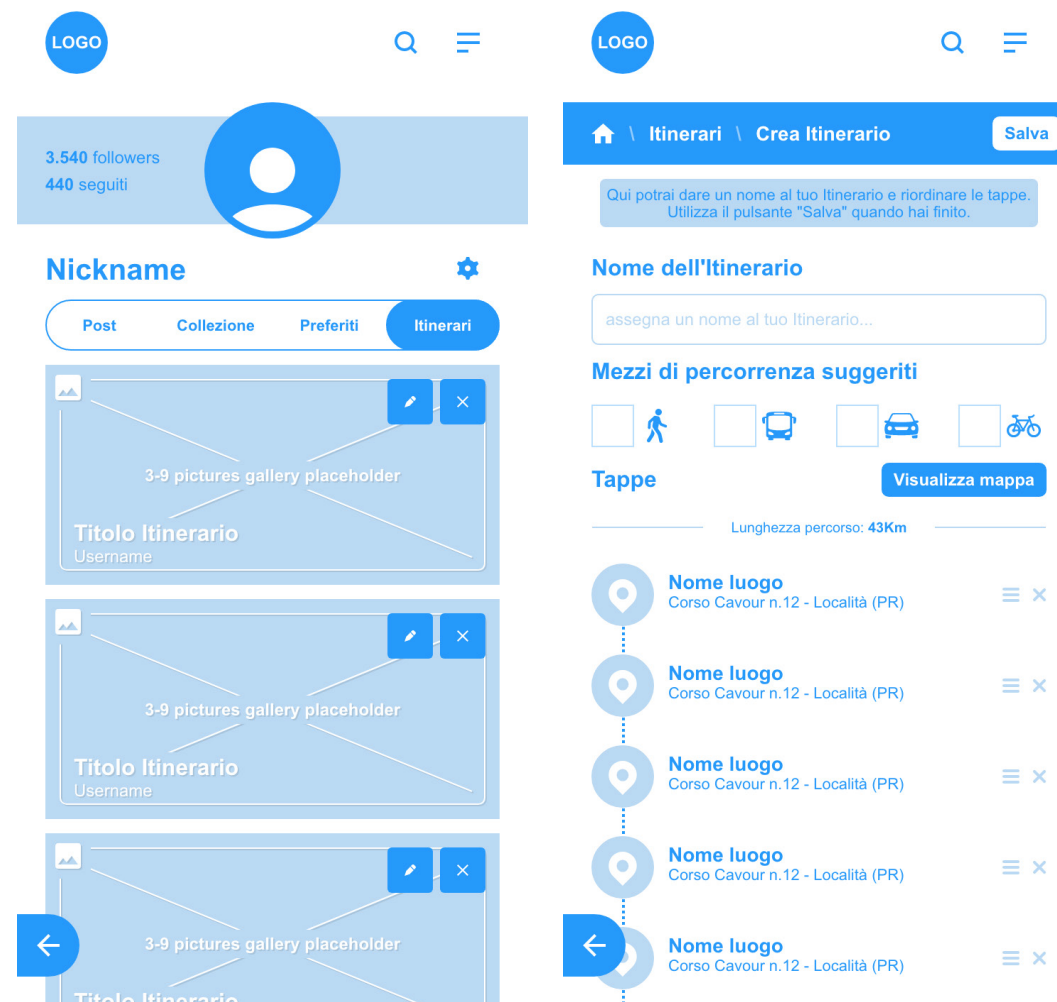 LOGO
3.540 followers
440 seguiti
Nickname
Post Collezione Preferiti Itinerari
3-9 pictures gallery placeholder
Titolo Itinerario
Username
3-9 pictures gallery placeholder
Titolo Itinerario
Username
3-9 pictures gallery placeholder
Titolo Itinerario
LOGO
\ Itinerari \ Crea Itinerario Salva
Qui potrai dare un nome al tuo Itinerario e riordinare le tappe.
Utilizza il pulsante "Salva" quando hai finito.
Nome dell'Itinerario
assegna un nome al tuo Itinerario...
Mezzi di percorrenza suggeriti
Tappe Visualizza mappa
Lunghezza percorso: 43Km
Nome luogo
Corso Cavour n.12 - Località (PR)
Nome luogo
Corso Cavour n.12 - Località (PR)
Nome luogo
Corso Cavour n.12 - Località (PR)
Nome luogo
Corso Cavour n.12 - Località (PR)
Nome luogo
Corso Cavour n.12 - Località (PR)